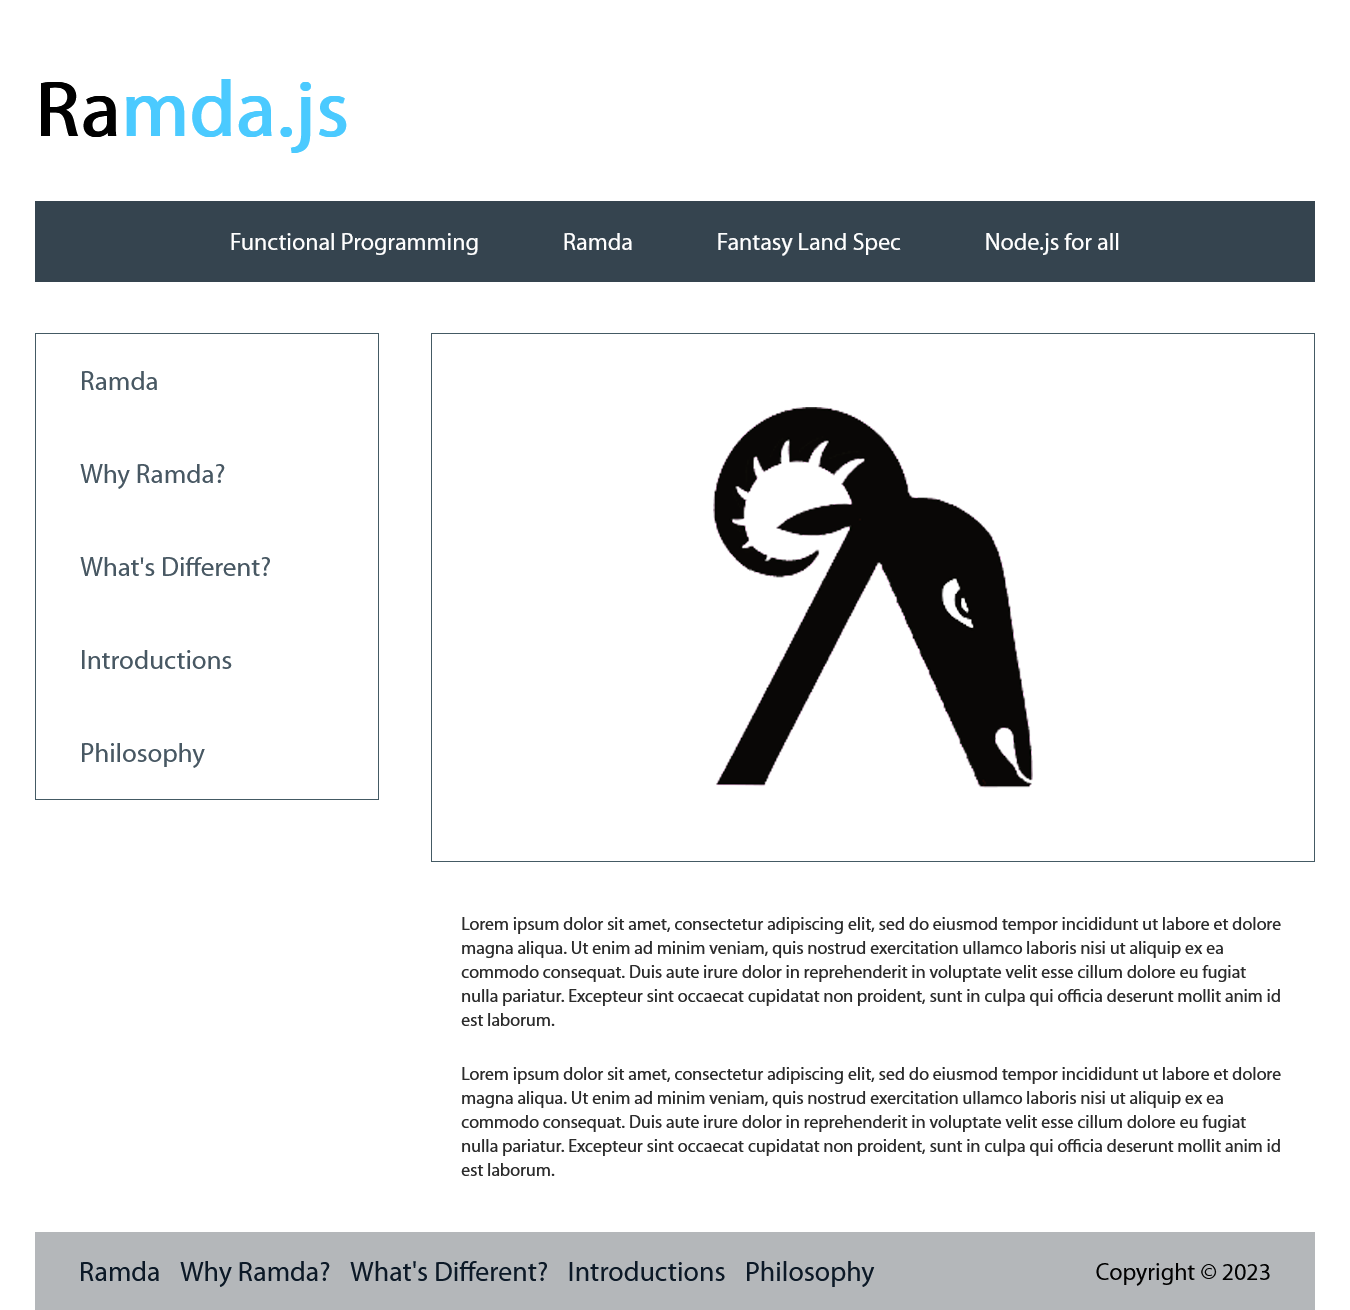 Ramda.js
Functional Programming Ramda Fantasy Land Spec Node.js for all
Ramda
Why Ramda?
What's Different?
Introductions
Philosophy
Lorem ipsum dolor sit amet, consectetur adipiscing elit, sed do eiusmod tempor incididunt ut labore et dolore
magna aliqua. Ut enim ad minim veniam, quis nostrud exercitation ullamco laboris nisi ut aliquip ex ea
commodo consequat. Duis aute irure dolor in reprehenderit in voluptate velit esse cillum dolore eu fugiat
nulla pariatur. Excepteur sint occaecat cupidatat non proident, sunt in culpa qui officia deserunt mollit anim id
est laborum.
Lorem ipsum dolor sit amet, consectetur adipiscing elit, sed do eiusmod tempor incididunt ut labore et dolore
magna aliqua. Ut enim ad minim veniam, quis nostrud exercitation ullamco laboris nisi ut aliquip ex ea
commodo consequat. Duis aute irure dolor in reprehenderit in voluptate velit esse cillum dolore eu fugiat
nulla pariatur. Excepteur sint occaecat cupidatat non proident, sunt in culpa qui officia deserunt mollit anim id
est laborum.
Ramda Why Ramda? What's Different? Introductions Philosophy Copyright © 2023